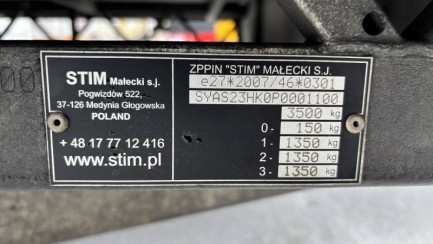 STIM Małecki s.j.
Pogwizdów 522,
37-126 Medynia Głogowska
POLAND
+ 48 17 77 12 416
www.stim.pl
ZPPIN "STIM" MAŁECKI S.J.
e27*2007/46*0301
SYAS23HK0P0001100
3500 kg
0- 150 kg
1- 1350 kg
2- 1350 kg
3- 1350 kg